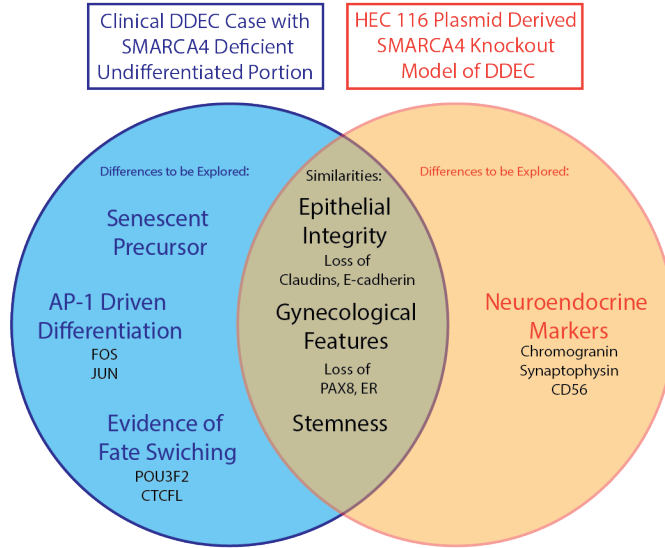 Clinical DDEC Case with
SMARCA4 Deficient
Undifferentiated Portion
HEC 116 Plasmid Derived
SMARCA4 Knockout
Model of DDEC
Differences to be Explored:
Senescent
Precursor
AP-1 Driven
Differentiation
FOS
JUN
Evidence of
Fate Swiching
POU3F2
CTCFL
Similarities:
Epithelial
Integrity
Loss of
Claudins, E-cadherin
Gynecological
Features
Loss of
PAX8, ER
Stemness
Differences to be Explored:
Neuroendocrine
Markers
Chromogranin
Synaptophysin
CD56